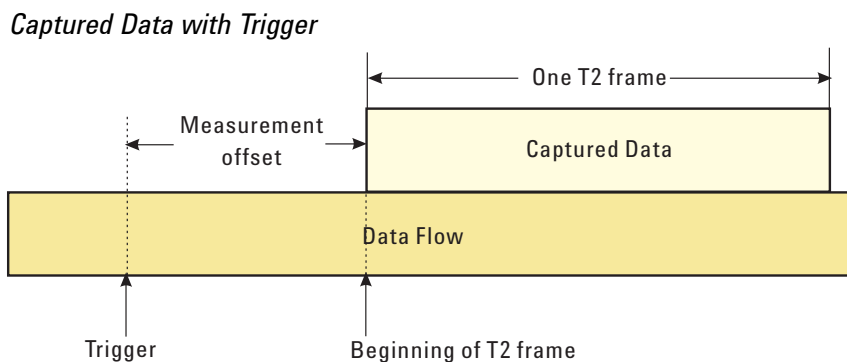 Captured Data with Trigger
One T2 frame
Measurement
offset
Captured Data
Data Flow
Trigger
Beginning of T2 frame